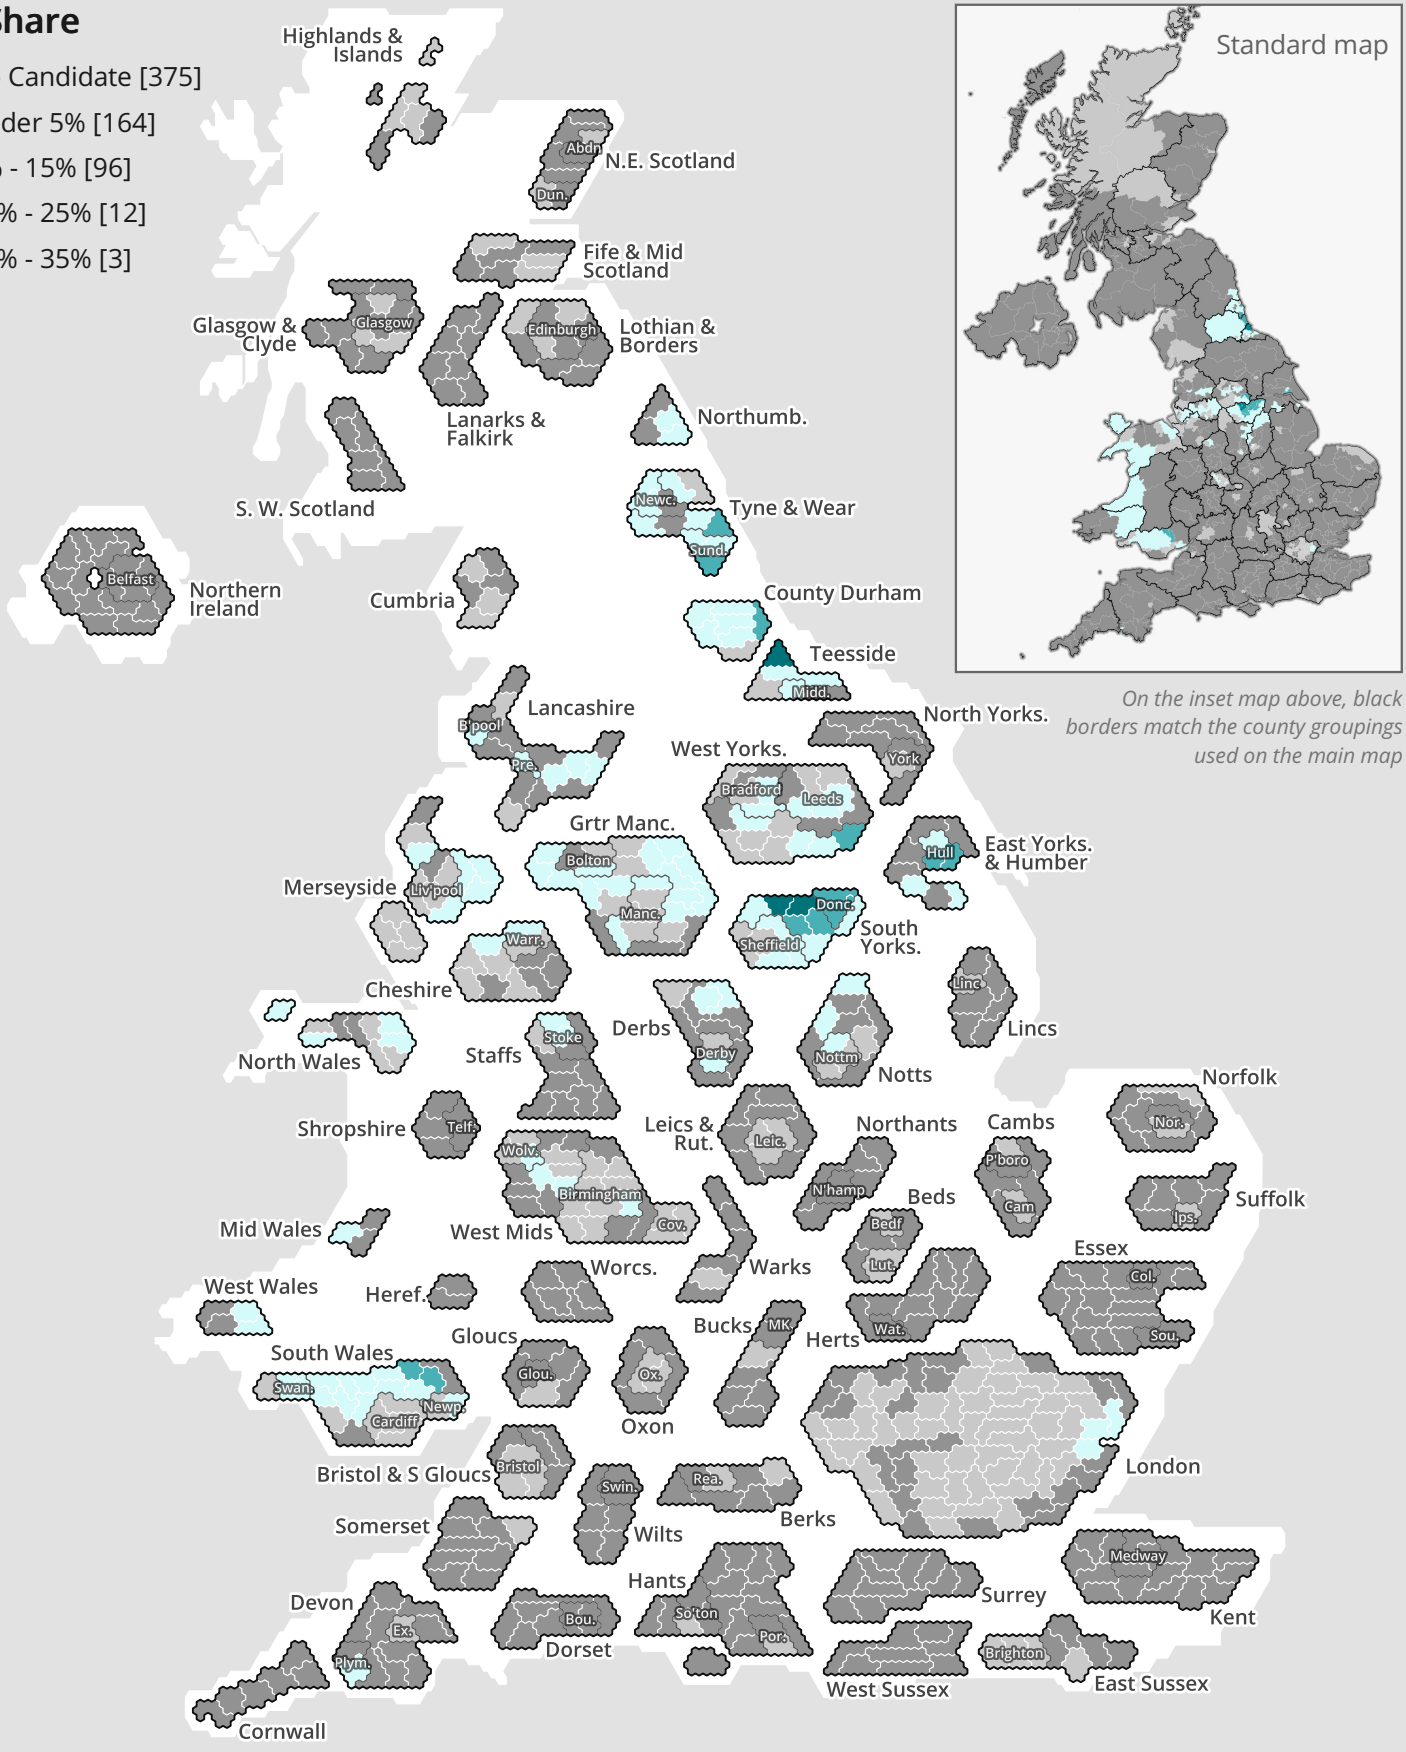 Share
Candidate [375]
der 5% [164]
- 15% [96]
% - 25% [12]
% - 35% [3]
Standard map
On the inset map above, black
borders match the county groupings
used on the main map
Highlands &
Islands
Abdn
N.E. Scotland
Dun.
Fife & Mid
Scotland
Glasgow &
Clyde
Glasgow
Edinburgh
Lothian &
Borders
Lanarks &
Falkirk
Northumb.
S. W. Scotland
Newc.
Tyne & Wear
Sund.
Belfast
Northern
Ireland
Cumbria
County Durham
Teesside
Midd.
Lancashire
B'pool
Pre.
North Yorks.
York
West Yorks.
Bradford
Leeds
Grtr Manc.
Bolton
Manc.
East Yorks.
& Humber
Hull
Merseyside
Liv'pool
Donc.
South
Yorks.
Sheffield
Warr.
Cheshire
Linc
Lincs
North Wales
Staffs
Stoke
Derbs
Derby
Nottm
Notts
Norfolk
Nor.
Shropshire
Telf.
Leics &
Rut.
Leic.
Northants
N'hamp
Cambs
P'boro
Cam
Wolv.
Birmingham
West Mids
Cov.
Beds
Bedf
Lut.
Suffolk
Ips.
Mid Wales
Warks
Essex
Col.
Sou.
West Wales
Heref.
Worcs.
Bucks
MK
Herts
Wat.
South Wales
Swan.
Cardiff
Newp.
Gloucs
Glou.
Ox.
Oxon
London
Bristol & S Gloucs
Bristol
Swin.
Wilts
Rea.
Berks
Somerset
Medway
Kent
Hants
So'ton
Por.
Surrey
Devon
Ex.
Plym.
Bou.
Dorset
Brighton
East Sussex
West Sussex
Cornwall